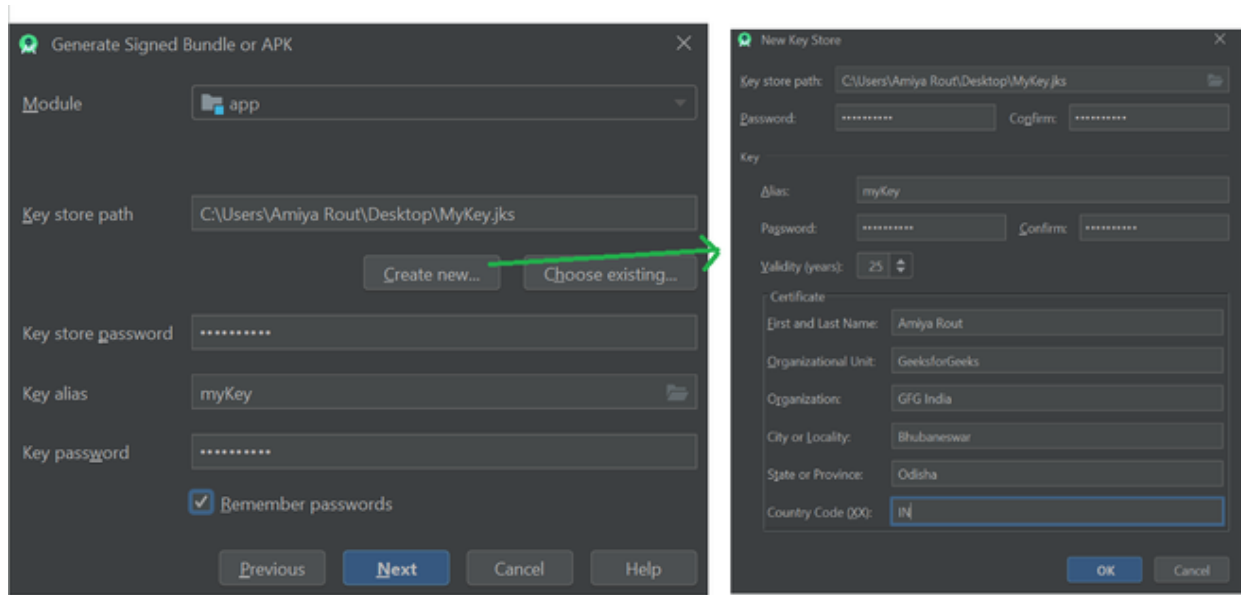 Generate Signed Bundle or APK
Module
app
Key store path
C:\Users\Amiya Rout\Desktop\MyKey.jks
Create new...
Choose existing...
Key store password
••••••••••
Key alias
myKey
Key password
••••••••••
Remember passwords
Previous
Next
Cancel
Help
New Key Store
Key store path: C:\Users\Amiya Rout\Desktop\MyKey.jks
Password: •••••••••• Confirm: ••••••••••
Key
Alias: myKey
Password: •••••••••• Confirm: ••••••••••
Validity (years): 25
Certificate
First and Last Name: Amiya Rout
Organizational Unit: GeeksforGeeks
Organization: GFG India
City or Locality: Bhubaneswar
State or Province: Odisha
Country Code (XX): IN
OK
Cancel